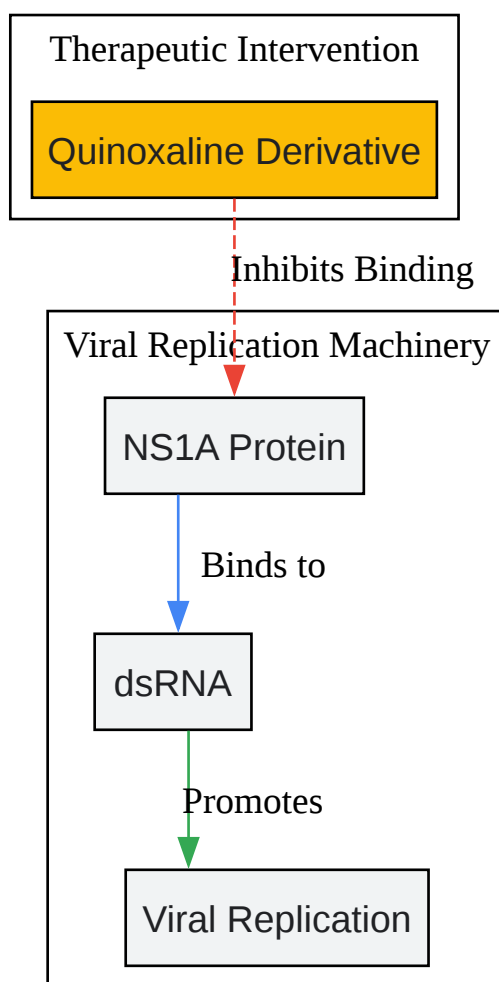 Therapeutic Intervention
Quinoxaline Derivative
Inhibits Binding
Viral Replication Machinery
NS1A Protein
Binds to
dsRNA
Promotes
Viral Replication